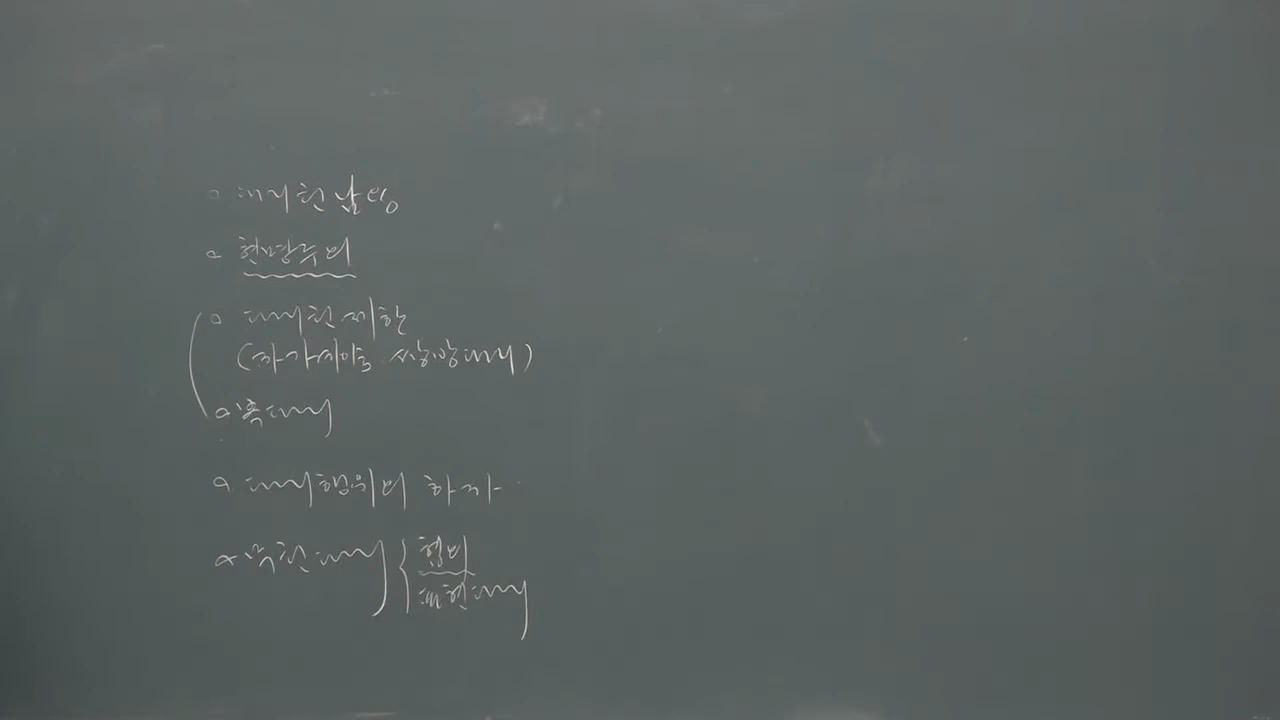 ○ 대리권 남용
○ 현명주의
○ 대리권 제한
(자기계약, 쌍방대리)
○ 복대리
○ 대리행위의 하자
○ 무권대리 { 협의
표현대리